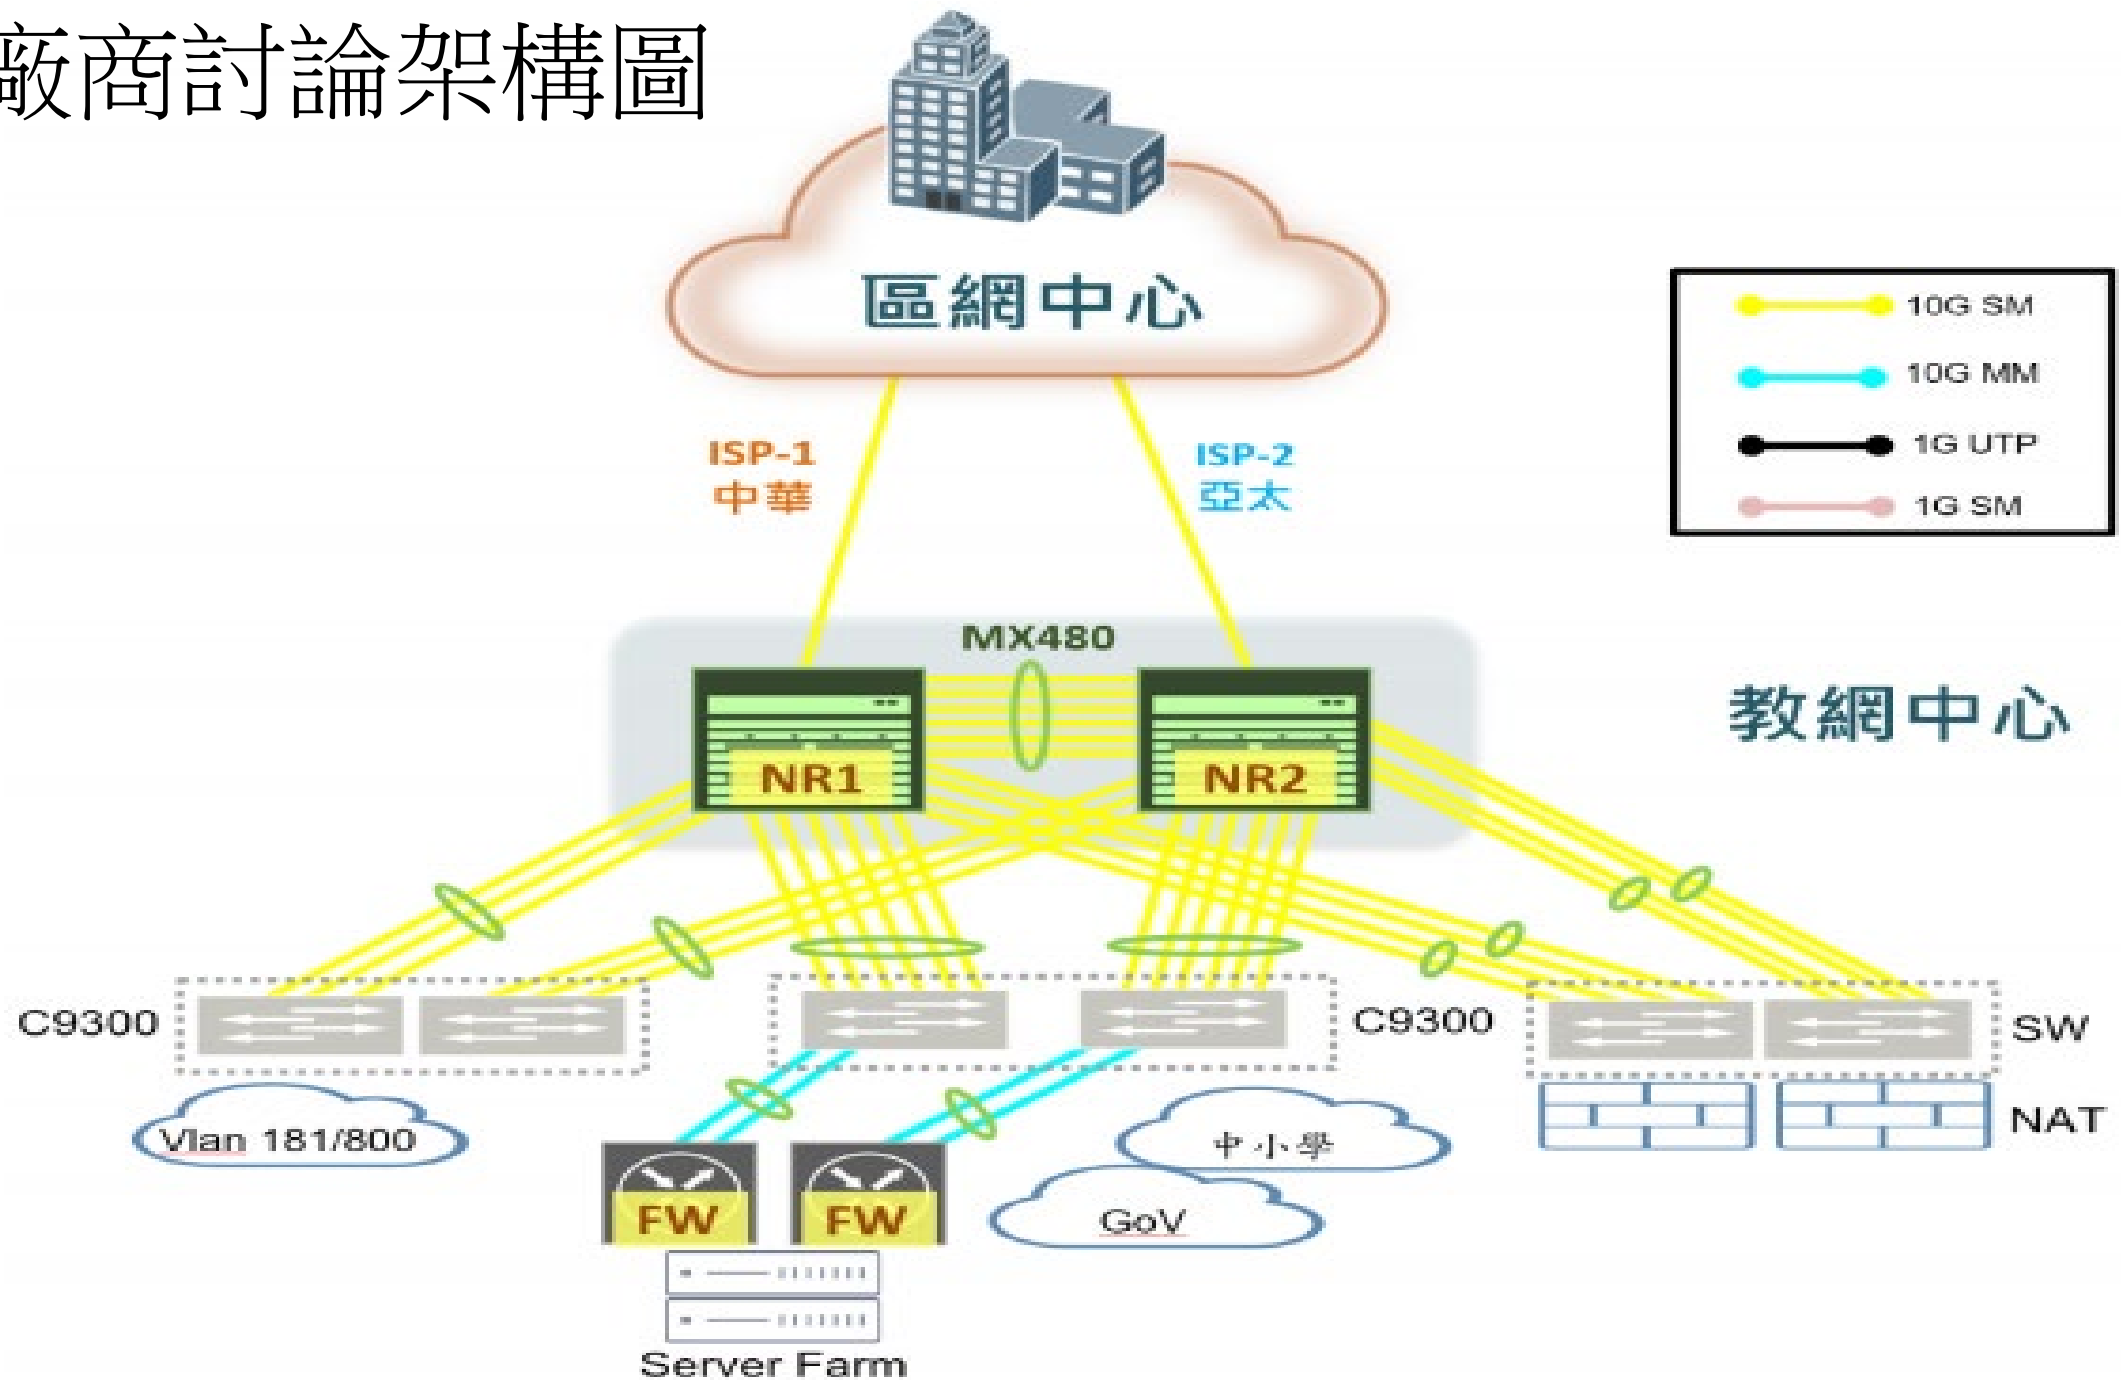 廠商討論架構圖
區網中心
10G SM
10G MM
1G UTP
1G SM
ISP-1
中華
ISP-2
亞太
MX480
NR1
NR2
教網中心
C9300
C9300
SW
Vlan 181/800
中小學
NAT
FW
FW
GoV
Server Farm